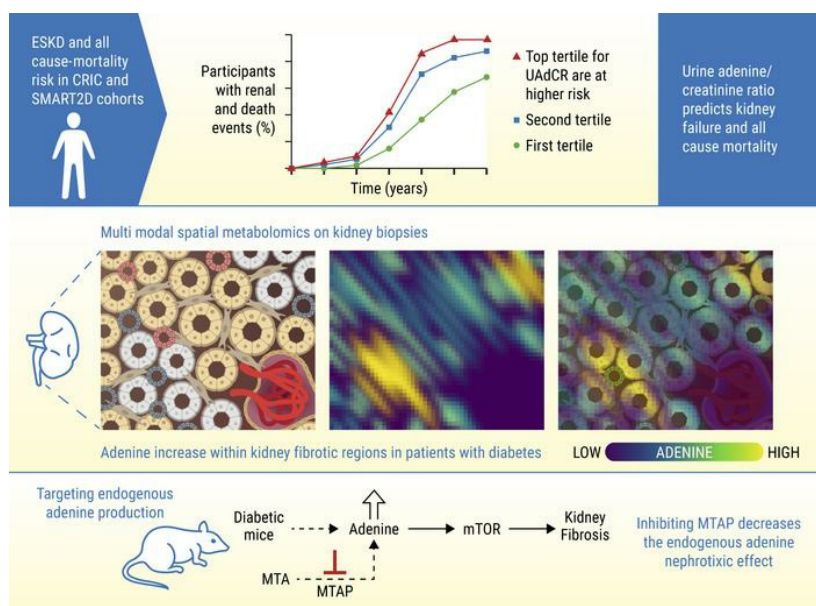 ESKD and all
cause-mortality
risk in CRIC and
SMART2D cohorts
Participants
with renal
and death
events (%)
Time (years)
Top tertile for
UAdCR are at
higher risk
Second tertile
First tertile
Urine adenine/
creatinine ratio
predicts kidney
failure and all
cause mortality
Multi modal spatial metabolomics on kidney biopsies
Adenine increase within kidney fibrotic regions in patients with diabetes
LOW ADENINE HIGH
Targeting endogenous
adenine production
Diabetic
mice
Adenine
mTOR
Kidney
Fibrosis
MTA
MTAP
Inhibiting MTAP decreases
the endogenous adenine
nephrotixic effect